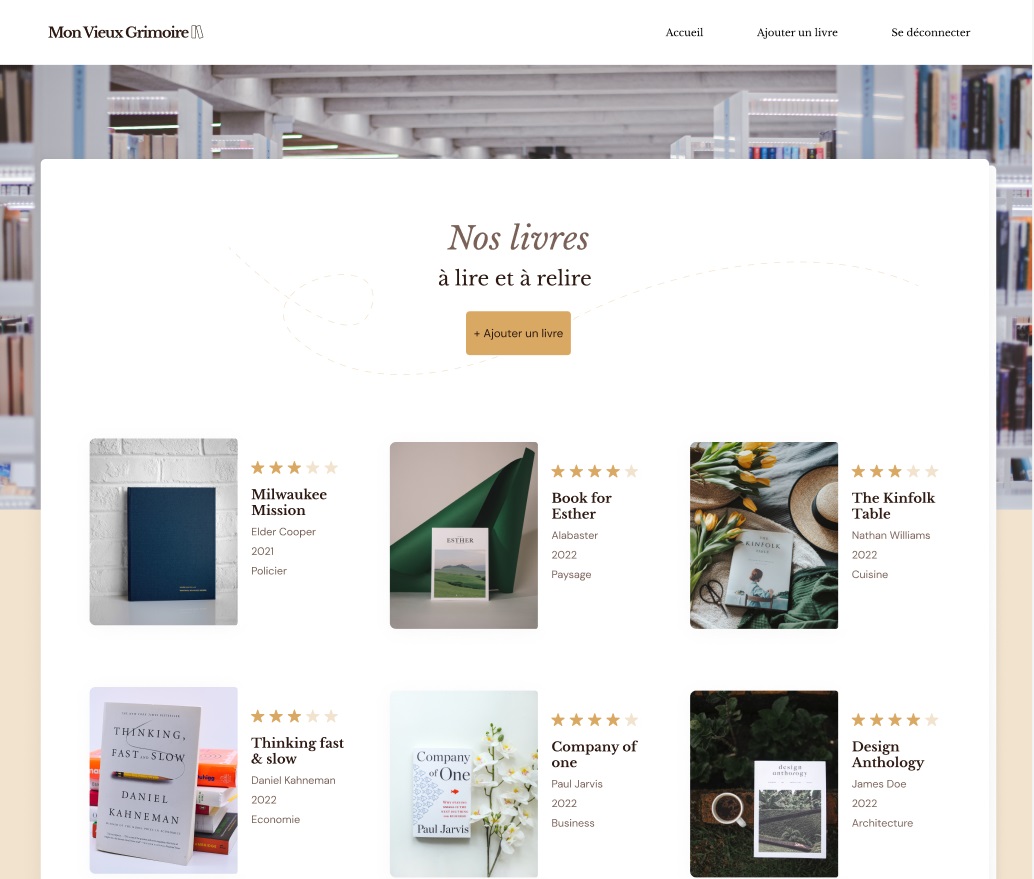 Mon Vieux Grimoire
Accueil
Ajouter un livre
Se déconnecter
Nos livres
à lire et à relire
+ Ajouter un livre
Milwaukee
Mission
Elder Cooper
2021
Policier
ESTHER
Book for
Esther
Alabaster
2022
Paysage
THE
KINFOLK
TABLE
The Kinfolk
Table
Nathan Williams
2022
Cuisine
THINKING,
FAST AND SLOW
DANIEL
KAHNEMAN
Thinking fast
& slow
Daniel Kahneman
2022
Economie
Company
of One
Paul Jarvis
Company of
one
Paul Jarvis
2022
Business
design
anthology
Design
Anthology
James Doe
2022
Architecture